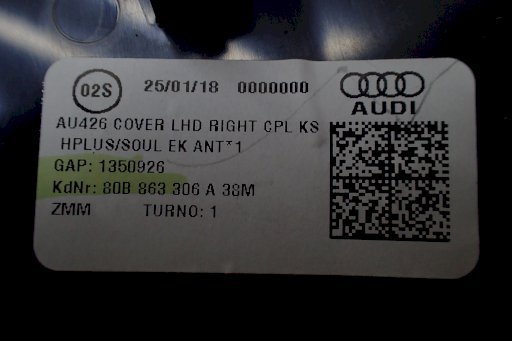 02S 25/01/18 0000000
AUDI
AU426 COVER LHD RIGHT CPL KS
HPLUS/SOUL EK ANT*1
GAP: 1350926
KdNr: 80B 863 306 A 38M
ZMM TURNO: 1